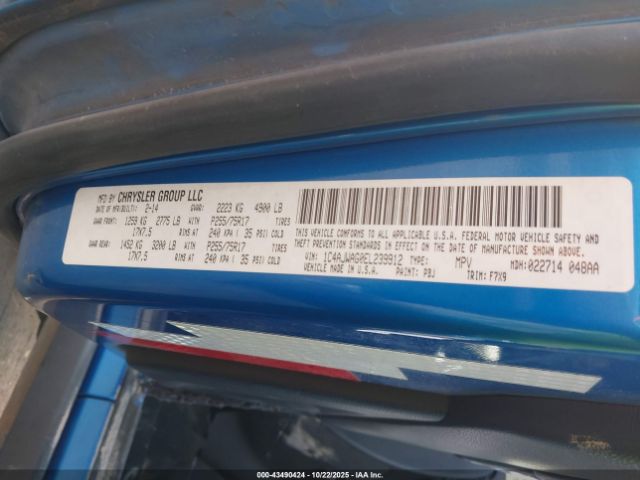 MFD BY CHRYSLER GROUP LLC
DATE OF MFR/BUILT: 2-14 GVWR: 2223 KG 4900 LB
GAWR FRONT: 1259 KG 2775 LB WITH P255/75R17 TIRES
17X7.5 RIMS AT 240 KPA / 35 PSI COLD
GAWR REAR: 1452 KG 3200 LB WITH P255/75R17 TIRES
17X7.5 RIMS AT 240 KPA / 35 PSI COLD
THIS VEHICLE CONFORMS TO ALL APPLICABLE U.S.A. FEDERAL MOTOR VEHICLE SAFETY AND
THEFT PREVENTION STANDARDS IN EFFECT ON THE DATE OF MANUFACTURE SHOWN ABOVE.
VIN: 1C4AJWAG0EL239912 TYPE: MPV MDH: 022714 048AA
VEHICLE MADE IN U.S.A. PAINT: PBJ TRIM: F7X9
000-43490424 - 10/22/2025 - IAAI.COM